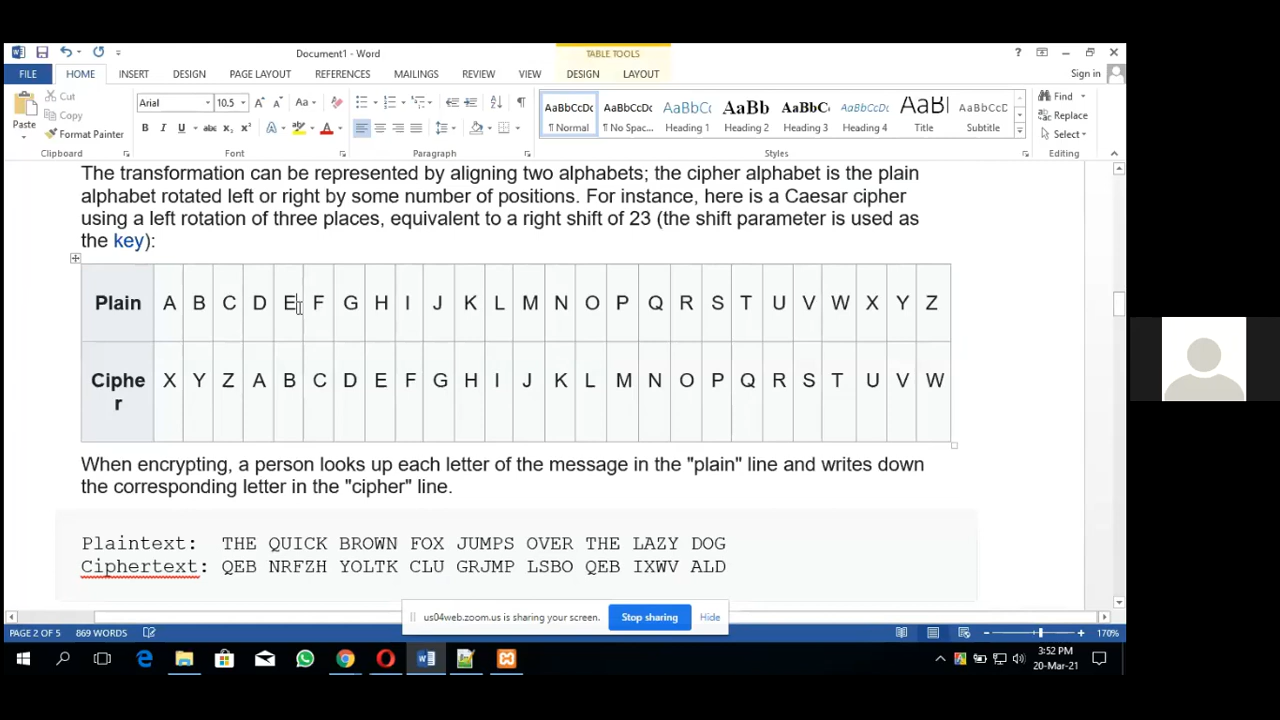 Document1 - Word
TABLE TOOLS
?
FILE HOME INSERT DESIGN PAGE LAYOUT REFERENCES MAILINGS REVIEW VIEW DESIGN LAYOUT Sign in
Cut
Copy
Format Painter
Paste
Clipboard
Arial 10.5
Font
Paragraph
AaBbCcDc AaBbCcDc AaBbC( AaBb AaBbC( AaBbCcDc AaB( AaBbCcD
¶ Normal ¶ No Spac... Heading 1 Heading 2 Heading 3 Heading 4 Title Subtitle
Styles
Find
Replace
Select
Editing
The transformation can be represented by aligning two alphabets; the cipher alphabet is the plain
alphabet rotated left or right by some number of positions. For instance, here is a Caesar cipher
using a left rotation of three places, equivalent to a right shift of 23 (the shift parameter is used as
the key):
Plain A B C D E F G H I J K L M N O P Q R S T U V W X Y Z
Ciphe X Y Z A B C D E F G H I J K L M N O P Q R S T U V W
r
When encrypting, a person looks up each letter of the message in the "plain" line and writes down
the corresponding letter in the "cipher" line.
Plaintext: THE QUICK BROWN FOX JUMPS OVER THE LAZY DOG
Ciphertext: QEB NRFZH YOLTK CLU GRJMP LSBO QEB IXWV ALD
us04web.zoom.us is sharing your screen. Stop sharing Hide
PAGE 2 OF 5 869 WORDS 170%
3:52 PM
20-Mar-21